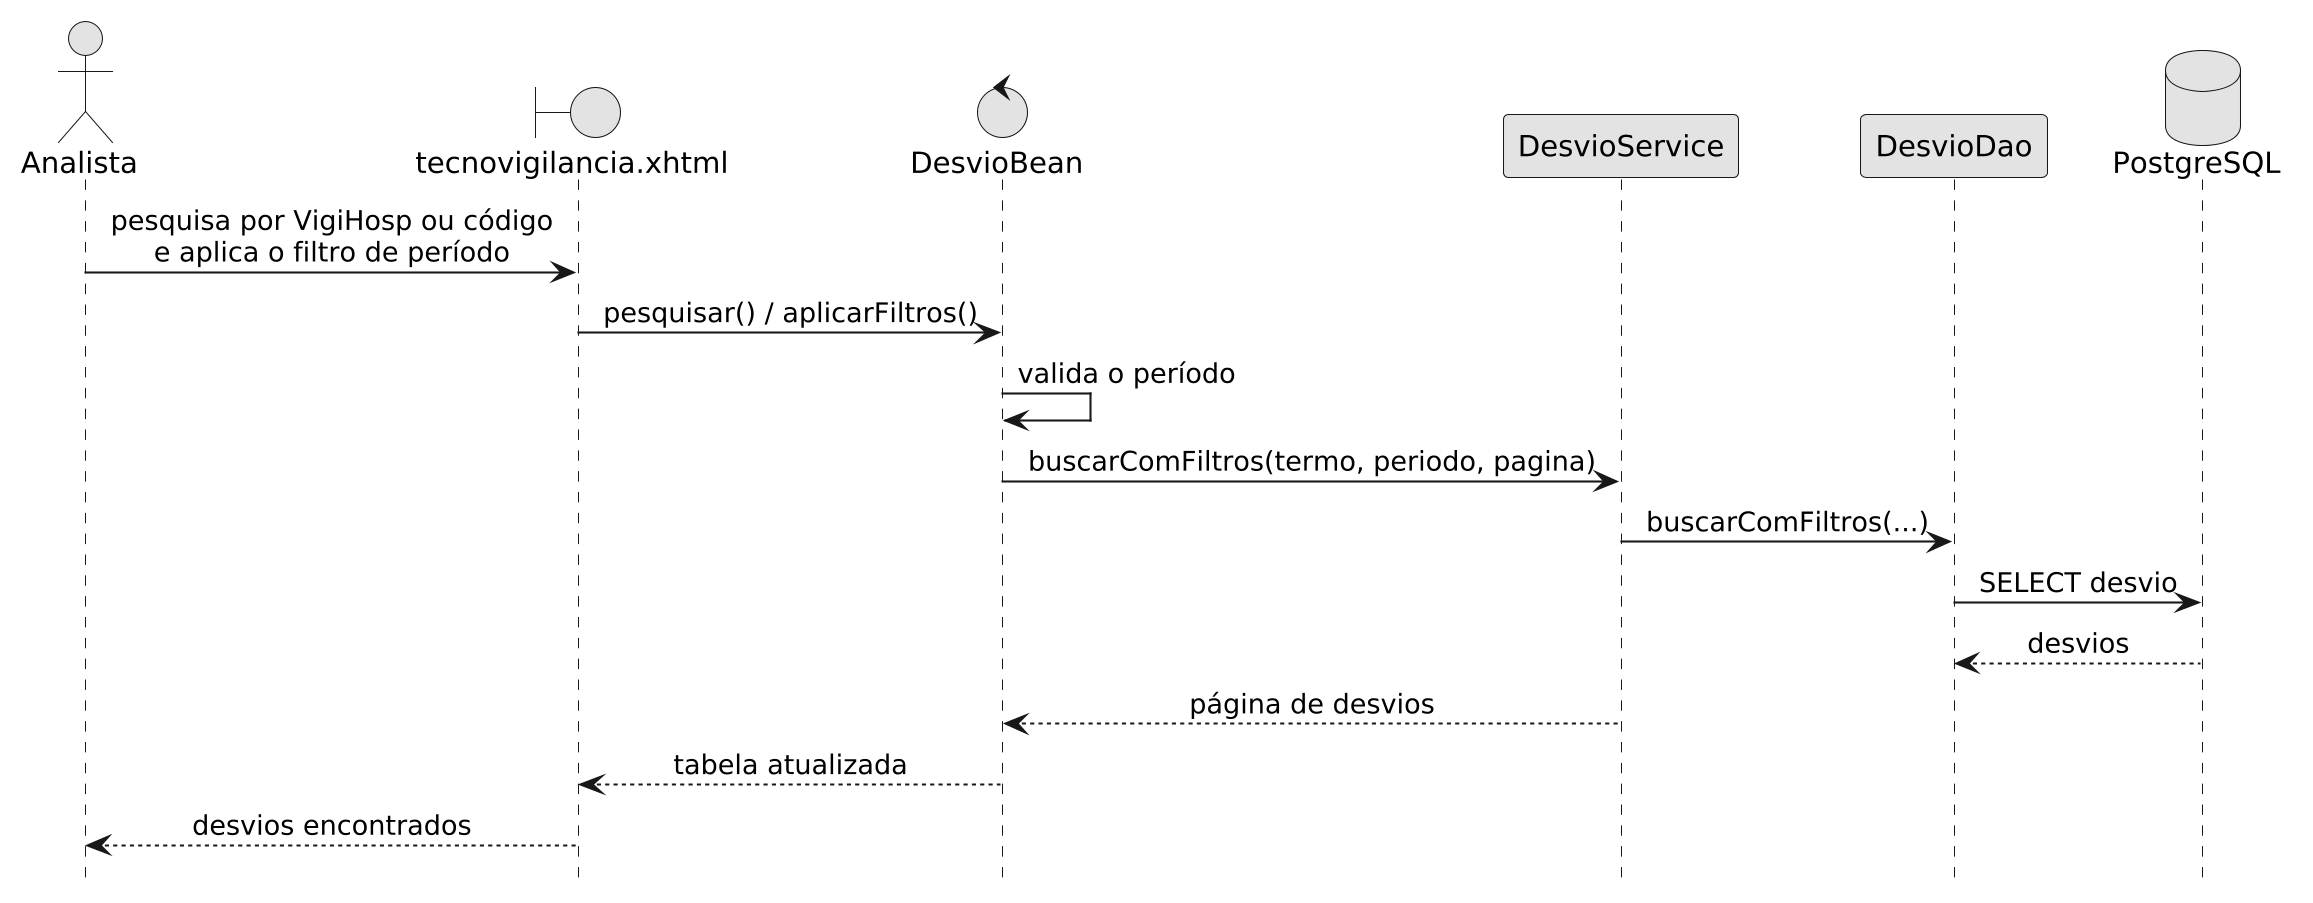 Analista
tecnovigilancia.xhtml
DesvioBean
DesvioService
DesvioDao
PostgreSQL
pesquisa por VigiHosp ou código
e aplica o filtro de período
pesquisar() / aplicarFiltros()
valida o período
buscarComFiltros(termo, periodo, pagina)
buscarComFiltros(...)
SELECT desvio
desvios
página de desvios
tabela atualizada
desvios encontrados